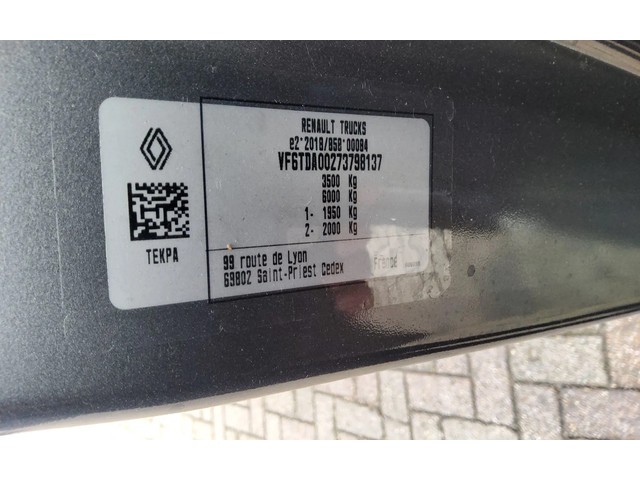 RENAULT TRUCKS
e2*2018/858*00084
VF6TDA00273798137
3500 Kg
6000 Kg
1- 1950 Kg
2- 2000 Kg
TEKPA
99 route de Lyon
69802 Saint-Priest Cedex
France